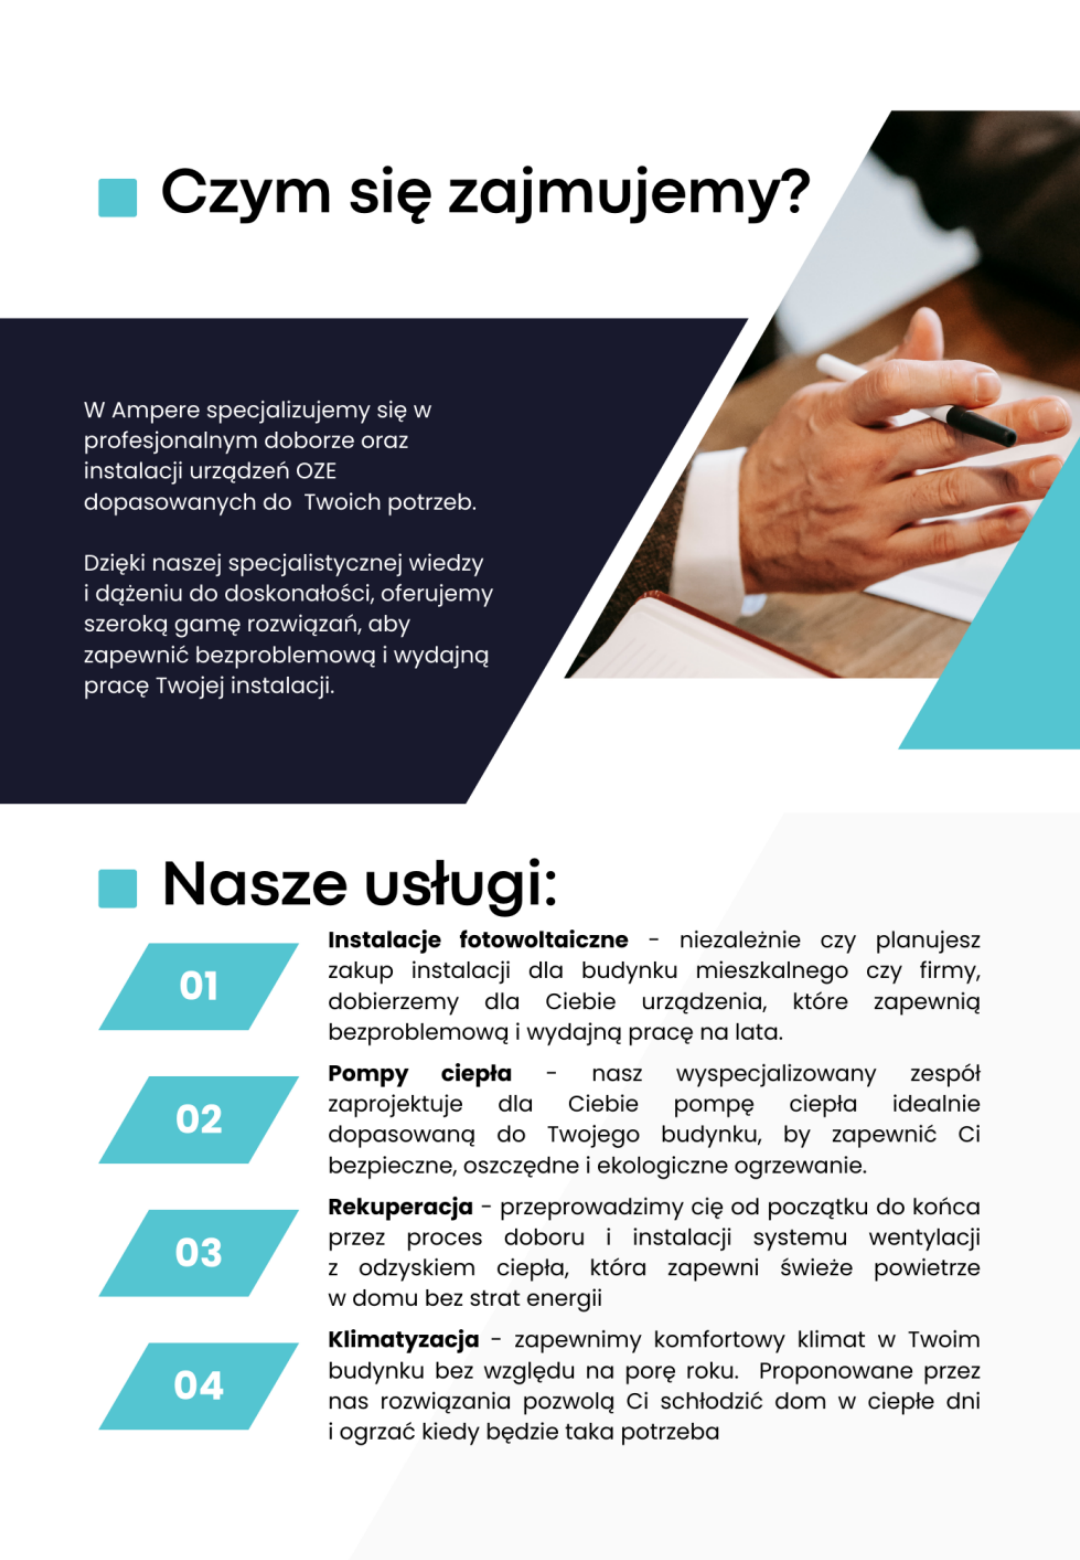 Czym się zajmujemy?
W Ampere specjalizujemy się w
profesjonalnym doborze oraz
instalacji urządzeń OZE
dopasowanych do  Twoich potrzeb.
Dzięki naszej specjalistycznej wiedzy
i dążeniu do doskonałości, oferujemy
szeroką gamę rozwiązań, aby
zapewnić bezproblemową i wydajną
pracę Twojej instalacji.
Nasze usługi:
01
Instalacje fotowoltaiczne - niezależnie czy planujesz
zakup instalacji dla budynku mieszkalnego czy firmy,
dobierzemy dla Ciebie urządzenia, które zapewnią
bezproblemową i wydajną pracę na lata.
02
Pompy ciepła - nasz wyspecjalizowany zespół
zaprojektuje dla Ciebie pompę ciepła idealnie
dopasowaną do Twojego budynku, by zapewnić Ci
bezpieczne, oszczędne i ekologiczne ogrzewanie.
03
Rekuperacja - przeprowadzimy cię od początku do końca
przez proces doboru i instalacji systemu wentylacji
z odzyskiem ciepła, która zapewni świeże powietrze
w domu bez strat energii
04
Klimatyzacja - zapewnimy komfortowy klimat w Twoim
budynku bez względu na porę roku.  Proponowane przez
nas rozwiązania pozwolą Ci schłodzić dom w ciepłe dni
i ogrzać kiedy będzie taka potrzeba